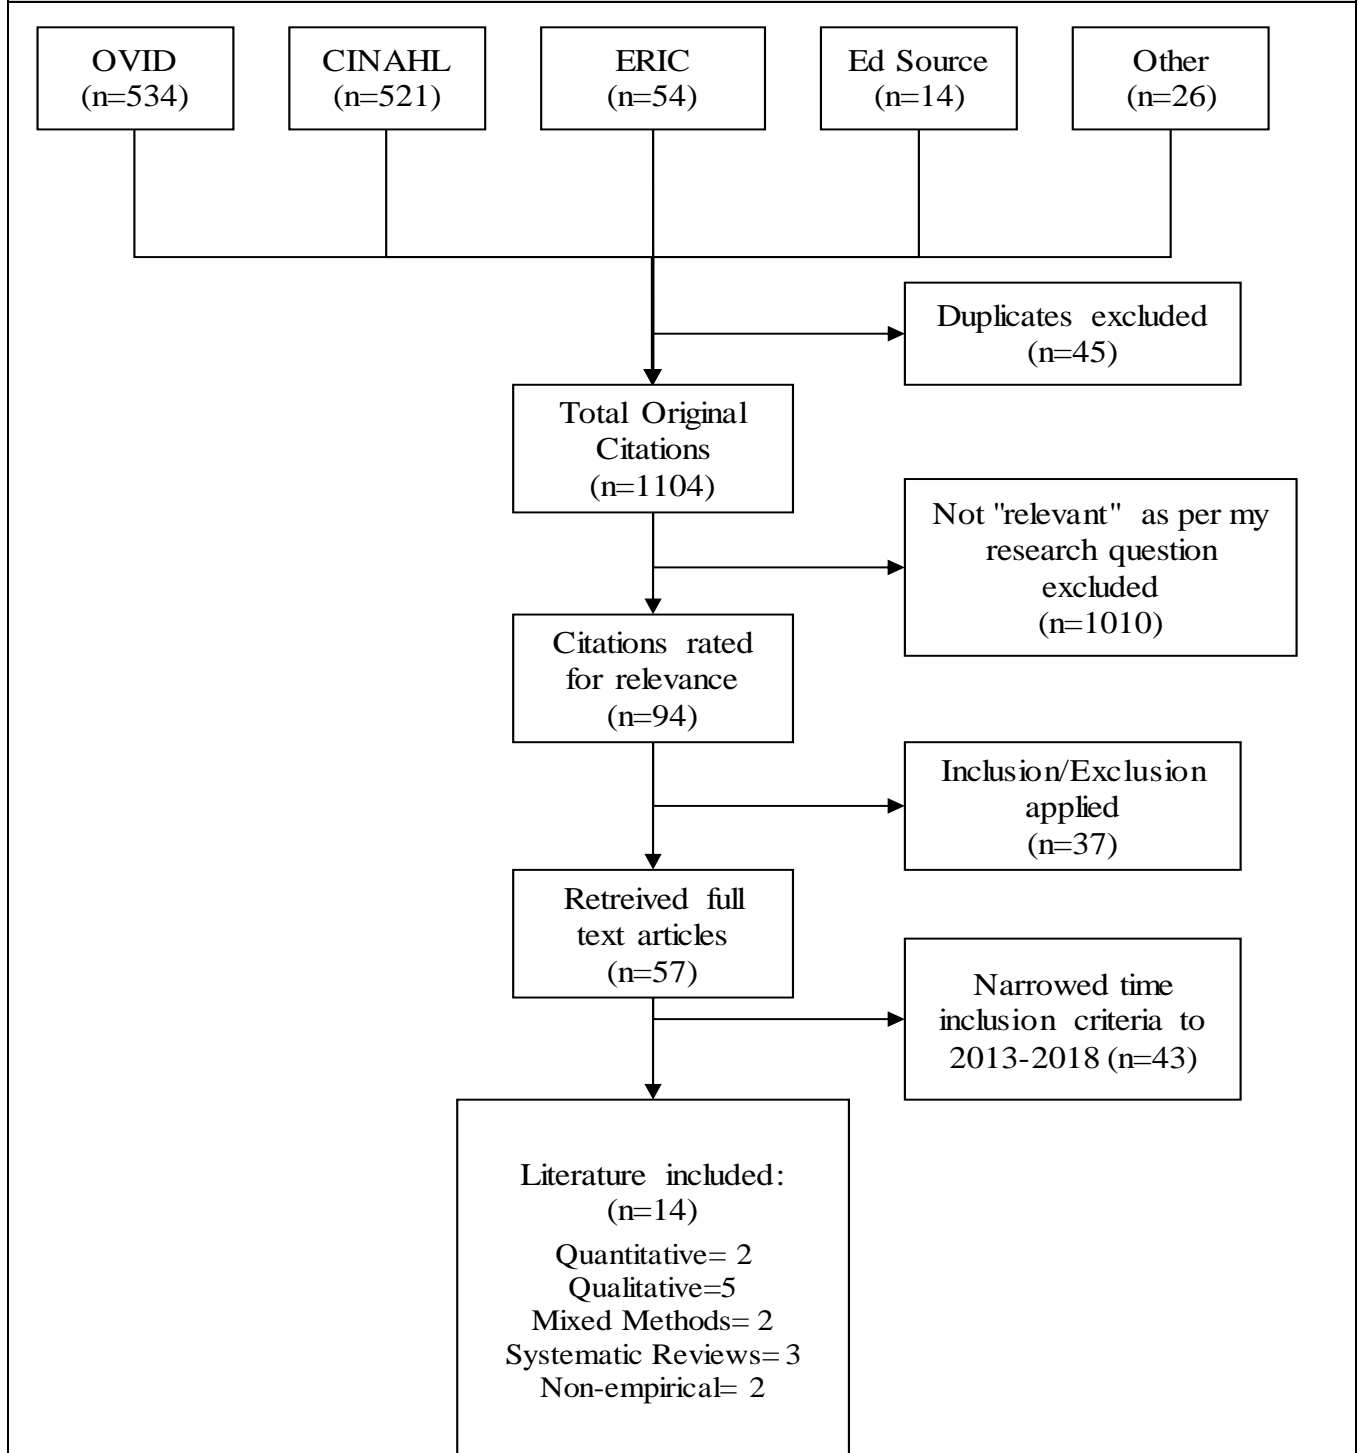 OVID
(n=534)
CINAHL
(n=521)
ERIC
(n=54)
Ed Source
(n=14)
Other
(n=26)
Duplicates excluded
(n=45)
Total Original
Citations
(n=1104)
Not "relevant" as per my
research question
excluded
(n=1010)
Citations rated
for relevance
(n=94)
Inclusion/Exclusion
applied
(n=37)
Retreived full
text articles
(n=57)
Narrowed time
inclusion criteria to
2013-2018 (n=43)
Literature included:
(n=14)
Quantitative= 2
Qualitative=5
Mixed Methods= 2
Systematic Reviews= 3
Non-empirical= 2